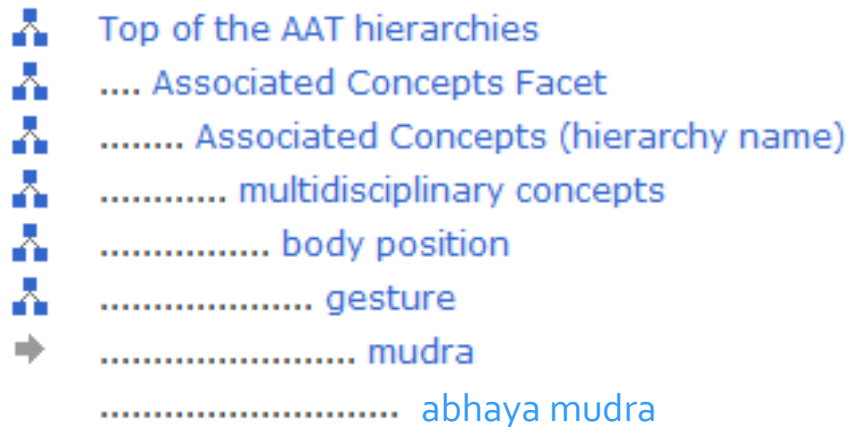 Top of the AAT hierarchies
.... Associated Concepts Facet
........ Associated Concepts (hierarchy name)
............ multidisciplinary concepts
................ body position
.................... gesture
........................ mudra
............................ abhaya mudra